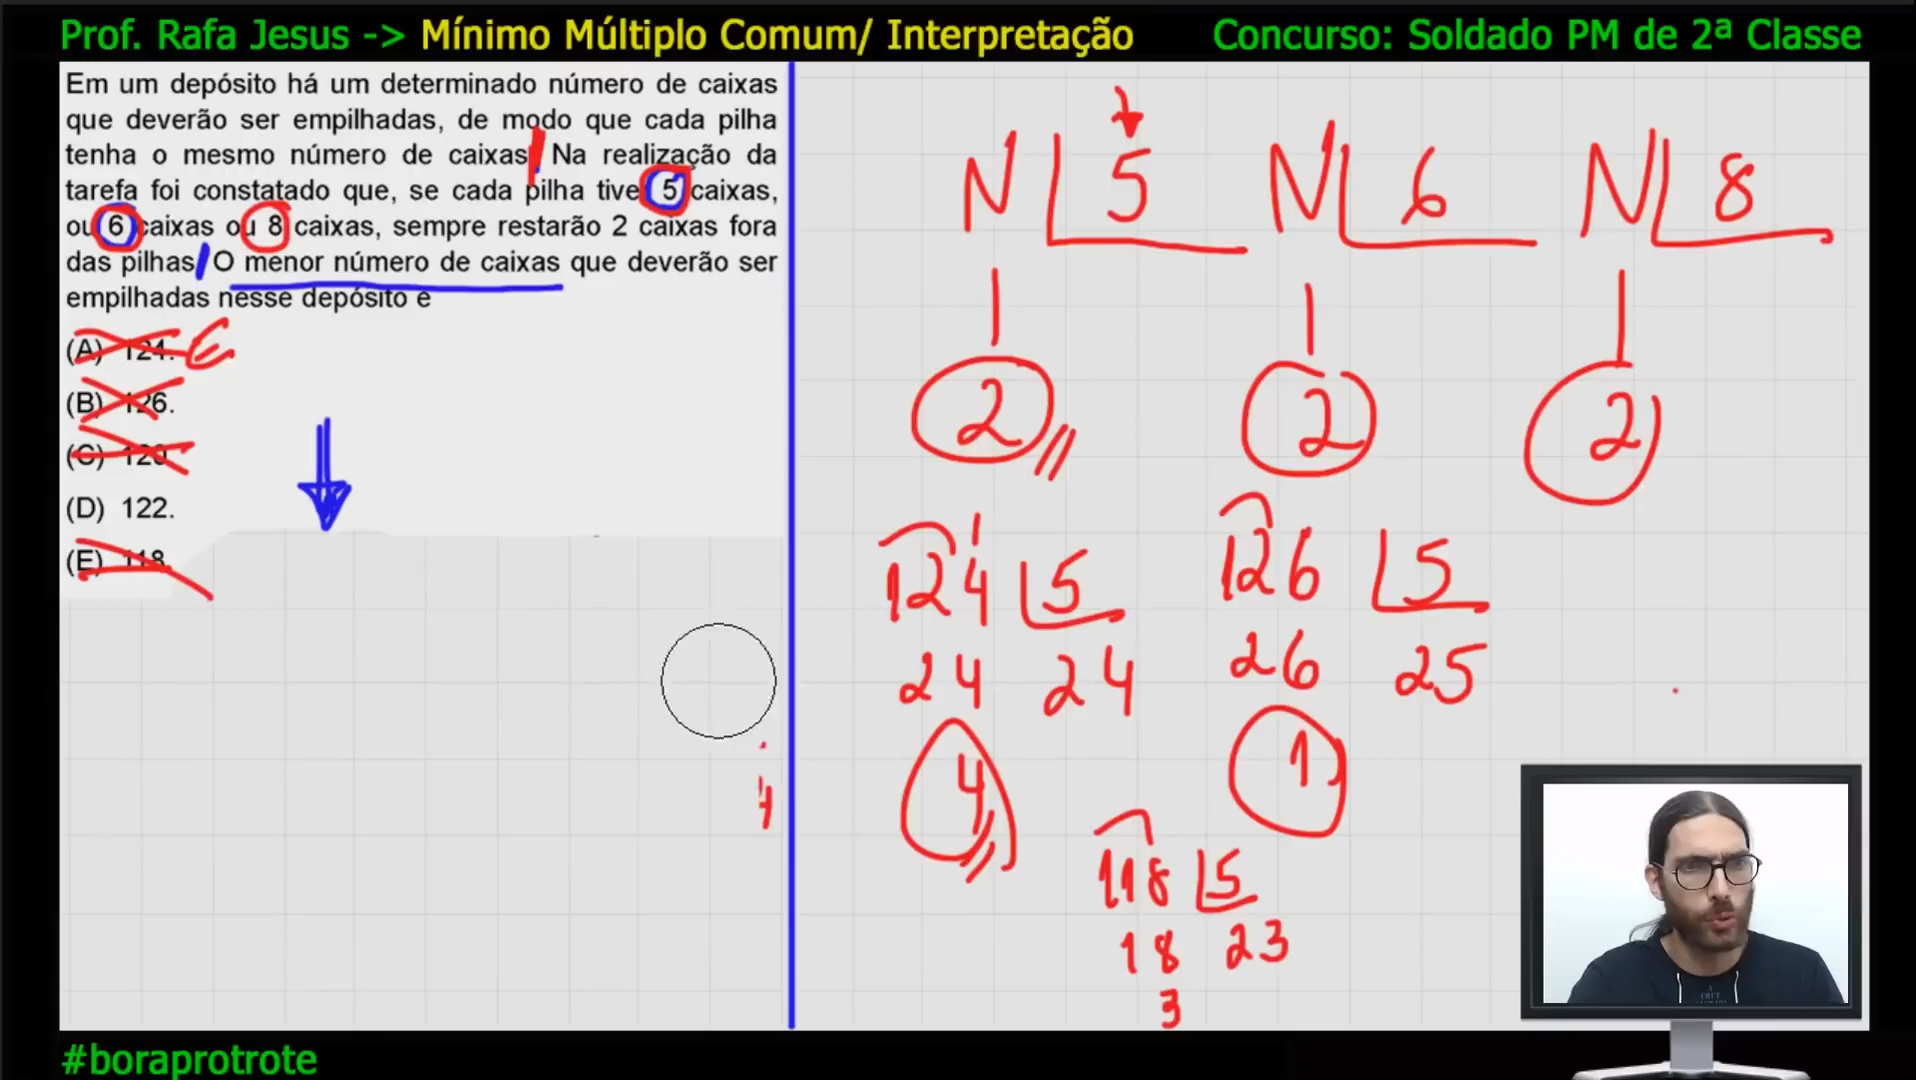 Prof. Rafa Jesus -> Mínimo Múltiplo Comum/ Interpretação
Concurso: Soldado PM de 2ª Classe
Em um depósito há um determinado número de caixas
que deverão ser empilhadas, de modo que cada pilha
tenha o mesmo número de caixas Na realização da
tarefa foi constatado que, se cada pilha tive 5 caixas,
ou 6 caixas ou 8 caixas, sempre restarão 2 caixas fora
das pilhas O menor número de caixas que deverão ser
empilhadas nesse depósito e
(A) 124.
(B) 126.
(C) 120.
(D) 122.
(E) 118.
N 5
2
N 6
2
N 8
2
124 5
24 24
4
126 5
26 25
1
118 5
18 23
3
4
#boraprotrote